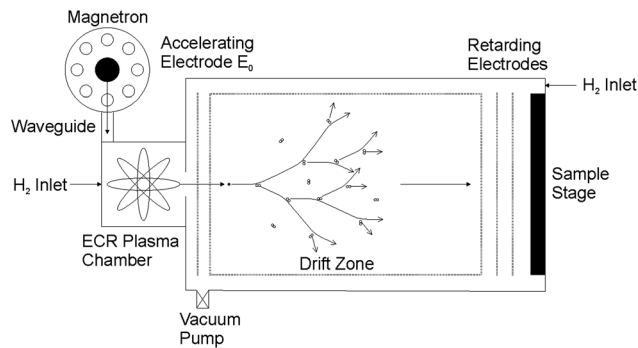 Magnetron
Accelerating
Electrode E₀
Retarding
Electrodes
H₂ Inlet
Waveguide
H₂ Inlet
Sample
Stage
ECR Plasma
Chamber
Drift Zone
Vacuum
Pump